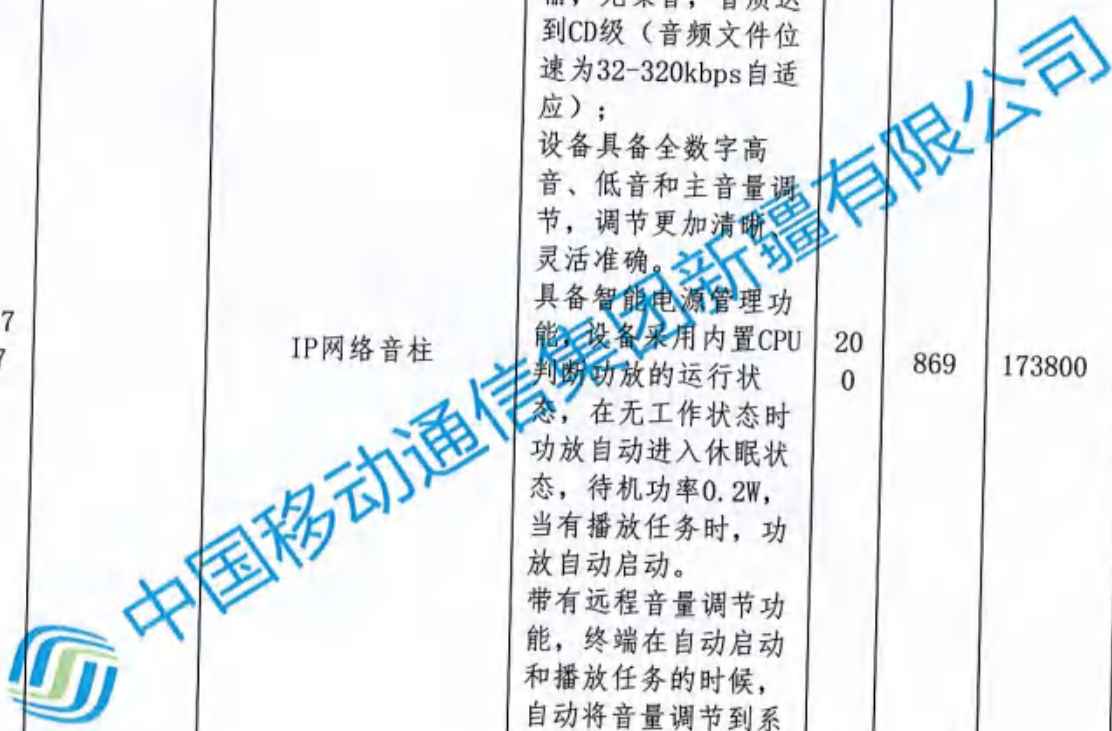 器，无噪音，音质达
到CD级（音频文件位
速为32-320kbps自适
应）；
设备具备全数字高
音、低音和主音量调
节，调节更加清晰、
灵活准确。
具备智能电源管理功
能，设备采用内置CPU
判断功放的运行状
态，在无工作状态时
功放自动进入休眠状
态，待机功率0.2W，
当有播放任务时，功
放自动启动。
带有远程音量调节功
能，终端在自动启动
和播放任务的时候，
自动将音量调节到系
7
7
IP网络音柱
20
0
869
173800
中国移动通信集团新疆有限公司